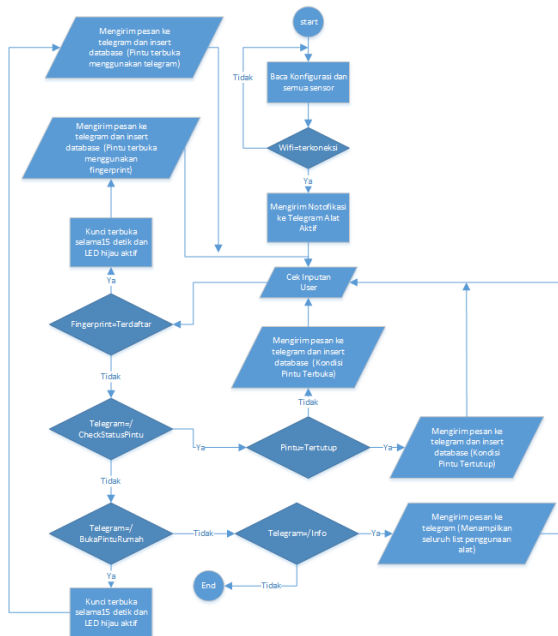 start
Mengirim pesan ke
telegram dan insert
database (Pintu terbuka
menggunakan telegram)
Tidak
Baca Konfigurasi dan
semua sensor
Mengirim pesan ke
telegram dan insert
database (Pintu terbuka
menggunakan
fingerprint)
Wifi=terkoneksi
Ya
Mengirim Notofikasi
ke Telegram Alat
Aktif
Kunci terbuka
selama15 detik dan
LED hijau aktif
Cek Inputan
User
Ya
Fingerprint=Terdaftar
Mengirim pesan ke
telegram dan insert
database (Kondisi
Pintu Terbuka)
Tidak
Tidak
Telegram=/
CheckStatusPintu
Ya
Pintu=Tertutup
Ya
Mengirim pesan ke
telegram dan insert
database (Kondisi
Pintu Tertutup)
Tidak
Telegram=/
BukaPintuRumah
Tidak
Telegram=/Info
Ya
Mengirim pesan ke
telegram (Menampilkan
seluruh list penggunaan
alat)
Ya
End
Tidak
Kunci terbuka
selama15 detik dan
LED hijau aktif